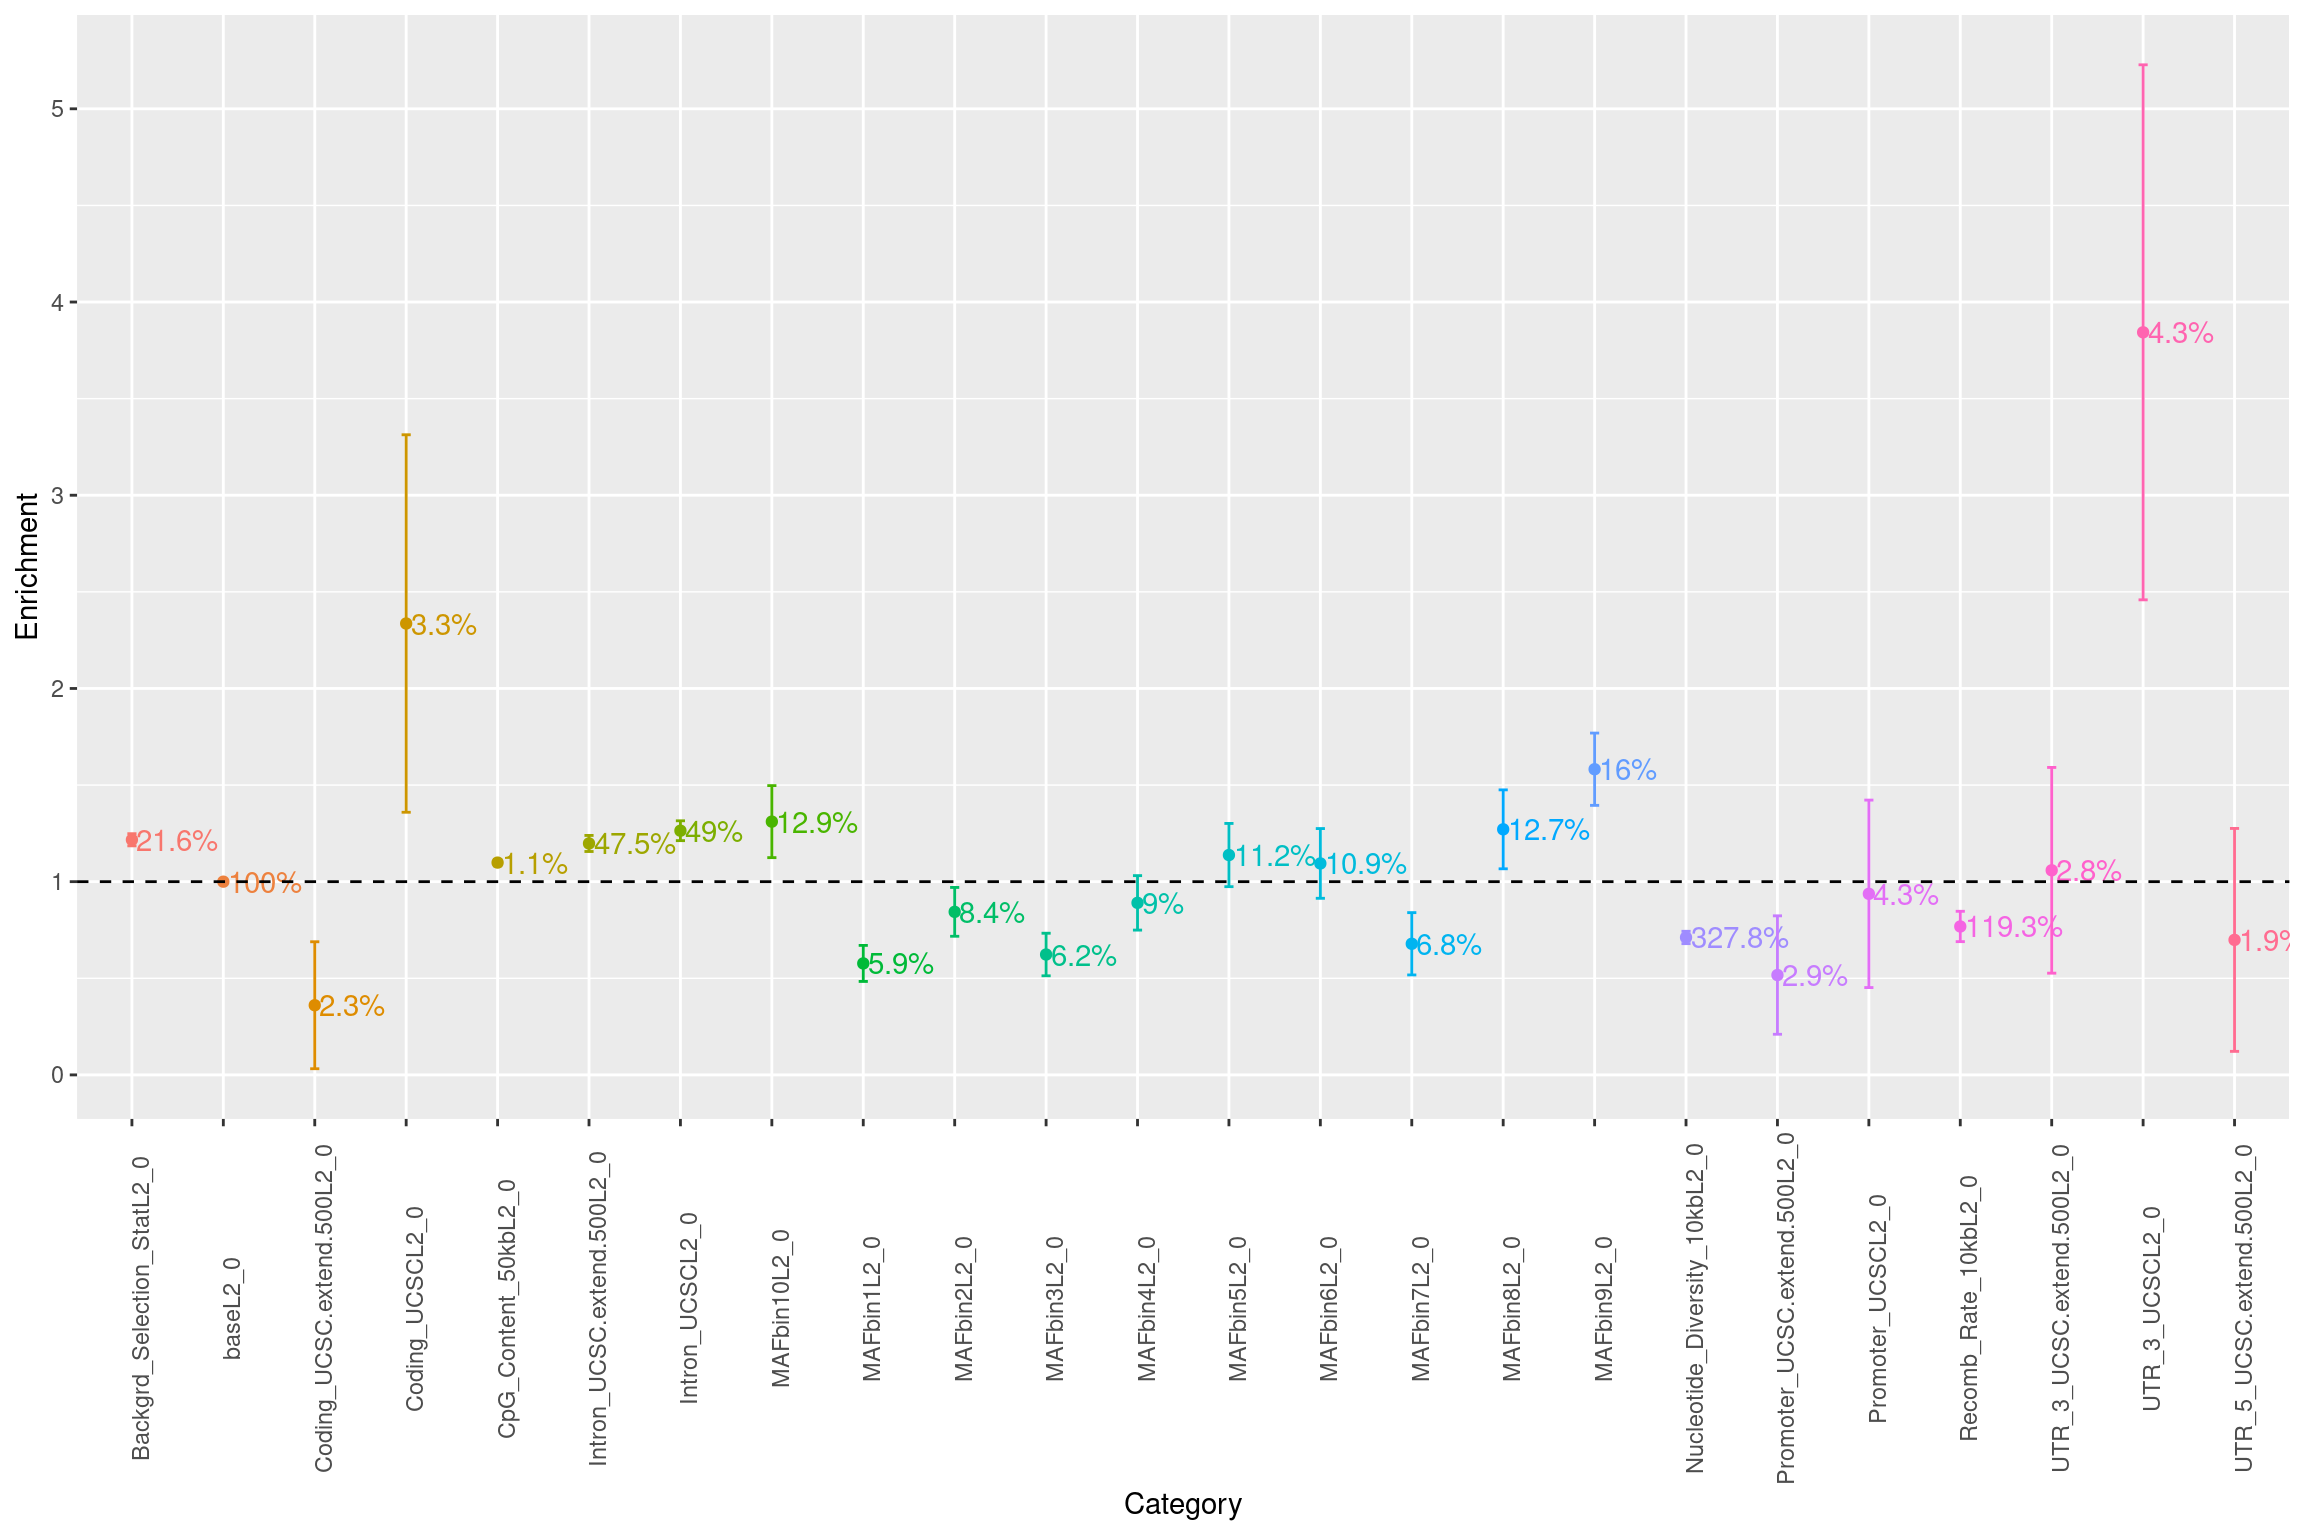 Enrichment
5
4
3
2
1
0
21.6%
100%
2.3%
3.3%
1.1%
47.5%
49%
12.9%
5.9%
8.4%
6.2%
9%
11.2%
10.9%
6.8%
12.7%
16%
327.8%
2.9%
4.3%
119.3%
2.8%
4.3%
1.9%
Backgrd_Selection_StatL2_0
baseL2_0
Coding_UCSC.extend.500L2_0
Coding_UCSCL2_0
CpG_Content_50kbL2_0
Intron_UCSC.extend.500L2_0
Intron_UCSCL2_0
MAFbin10L2_0
MAFbin1L2_0
MAFbin2L2_0
MAFbin3L2_0
MAFbin4L2_0
MAFbin5L2_0
MAFbin6L2_0
MAFbin7L2_0
MAFbin8L2_0
MAFbin9L2_0
Nucleotide_Diversity_10kbL2_0
Promoter_UCSC.extend.500L2_0
Promoter_UCSCL2_0
Recomb_Rate_10kbL2_0
UTR_3_UCSC.extend.500L2_0
UTR_3_UCSCL2_0
UTR_5_UCSC.extend.500L2_0
Category